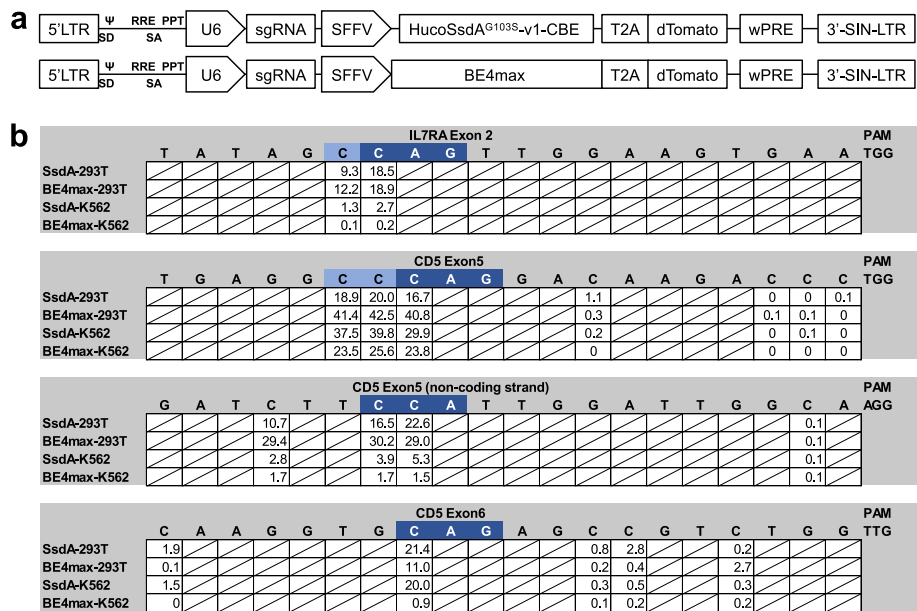 a
5'LTR Ψ RRE PPT U6 sgRNA SFFV HucoSsdA^G103S-v1-CBE T2A dTomato wPRE 3'-SIN-LTR
SD SA
5'LTR Ψ RRE PPT U6 sgRNA SFFV BE4max T2A dTomato wPRE 3'-SIN-LTR
SD SA
b
IL7RA Exon 2 PAM
T A T A G C C A G T T G G A A G T G A A TGG
SsdA-293T 9.3 18.5
BE4max-293T 12.2 18.9
SsdA-K562 1.3 2.7
BE4max-K562 0.1 0.2
CD5 Exon5 PAM
T G A G G C C C A G G A C A A G A C C C TGG
SsdA-293T 18.9 20.0 16.7 1.1 0 0 0.1
BE4max-293T 41.4 42.5 40.8 0.3 0.1 0.1 0
SsdA-K562 37.5 39.8 29.9 0.2 0 0.1 0
BE4max-K562 23.5 25.6 23.8 0 0 0 0
CD5 Exon5 (non-coding strand) PAM
G A T C T T C C A T T G G A T T G G C A AGG
SsdA-293T 10.7 16.5 22.6 0.1
BE4max-293T 29.4 30.2 29.0 0.1
SsdA-K562 2.8 3.9 5.3 0.1
BE4max-K562 1.7 1.7 1.5 0.1
CD5 Exon6 PAM
C A A G G T G C A G A G C C G T C T G G TTG
SsdA-293T 1.9 21.4 0.8 2.8 0.2
BE4max-293T 0.1 11.0 0.2 0.4 2.7
SsdA-K562 1.5 20.0 0.3 0.5 0.3
BE4max-K562 0 0.9 0.1 0.2 0.2